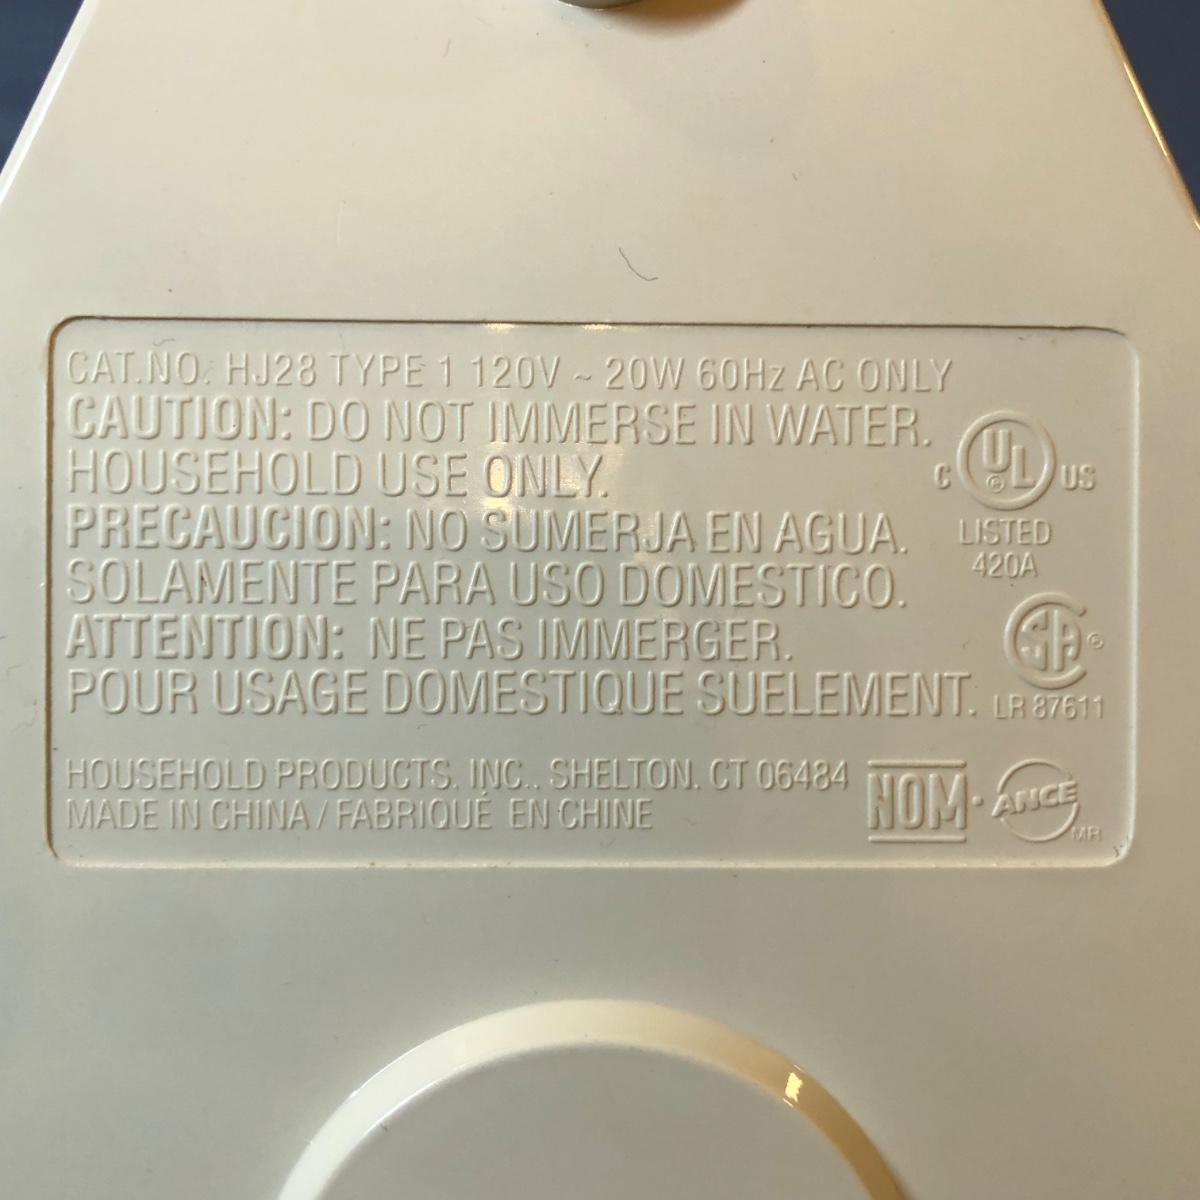 CAT.NO. HJ28 TYPE 1 120V ~ 20W 60Hz AC ONLY
CAUTION: DO NOT IMMERSE IN WATER.
HOUSEHOLD USE ONLY.
PRECAUCION: NO SUMERJA EN AGUA.
SOLAMENTE PARA USO DOMESTICO.
ATTENTION: NE PAS IMMERGER.
POUR USAGE DOMESTIQUE SUELEMENT.
C UL ® US
LISTED
420A
SA ®
LR 87611
HOUSEHOLD PRODUCTS, INC., SHELTON, CT 06484
MADE IN CHINA / FABRIQUÈ EN CHINE
NOM - ANCE
MR